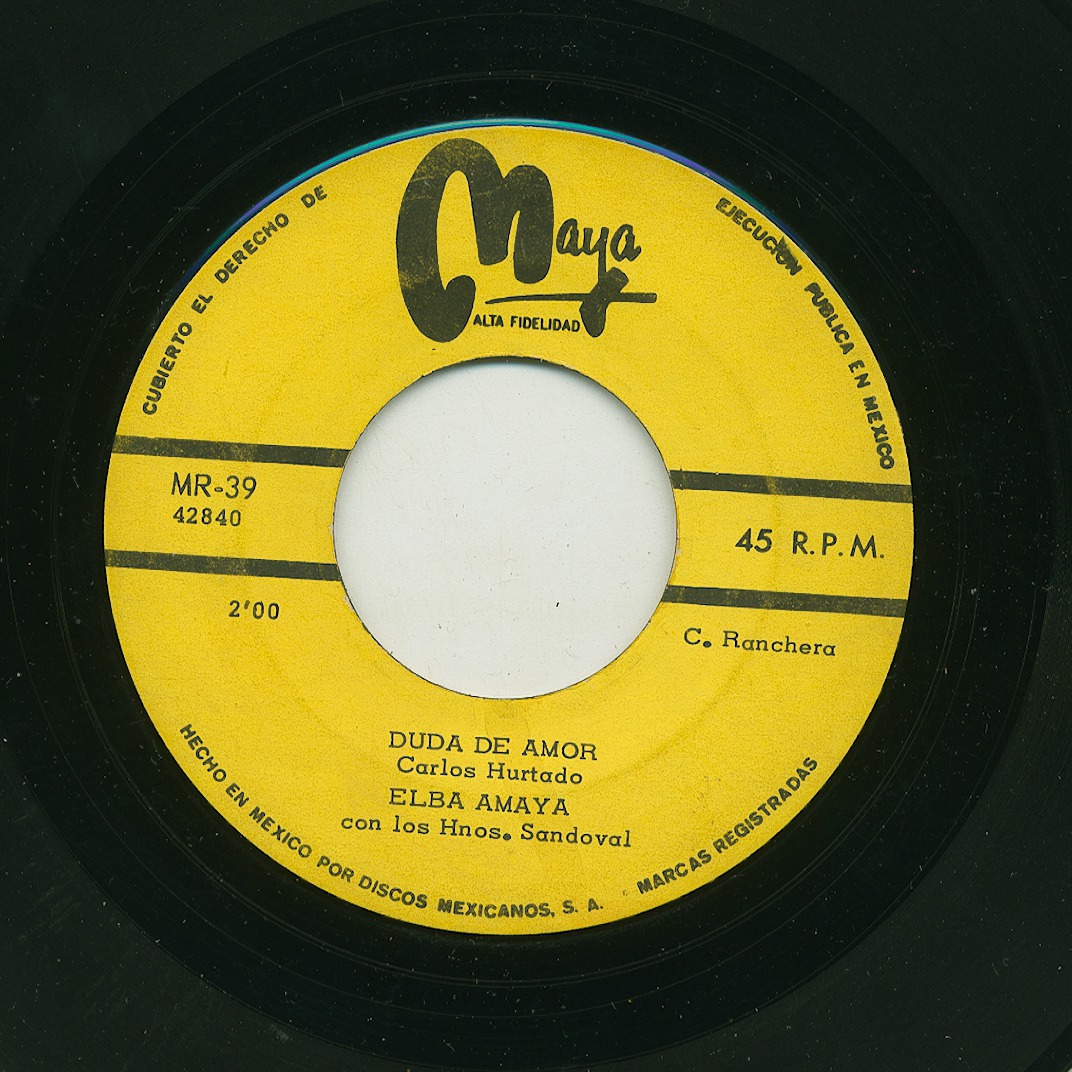 Maya
ALTA FIDELIDAD
CUBIERTO EL DERECHO DE
EJECUCION PUBLICA EN MEXICO
MR-39
42840
45 R.P.M.
2'00
C. Ranchera
DUDA DE AMOR
Carlos Hurtado
ELBA AMAYA
con los Hnos. Sandoval
HECHO EN MEXICO POR DISCOS MEXICANOS, S. A.
MARCAS REGISTRADAS